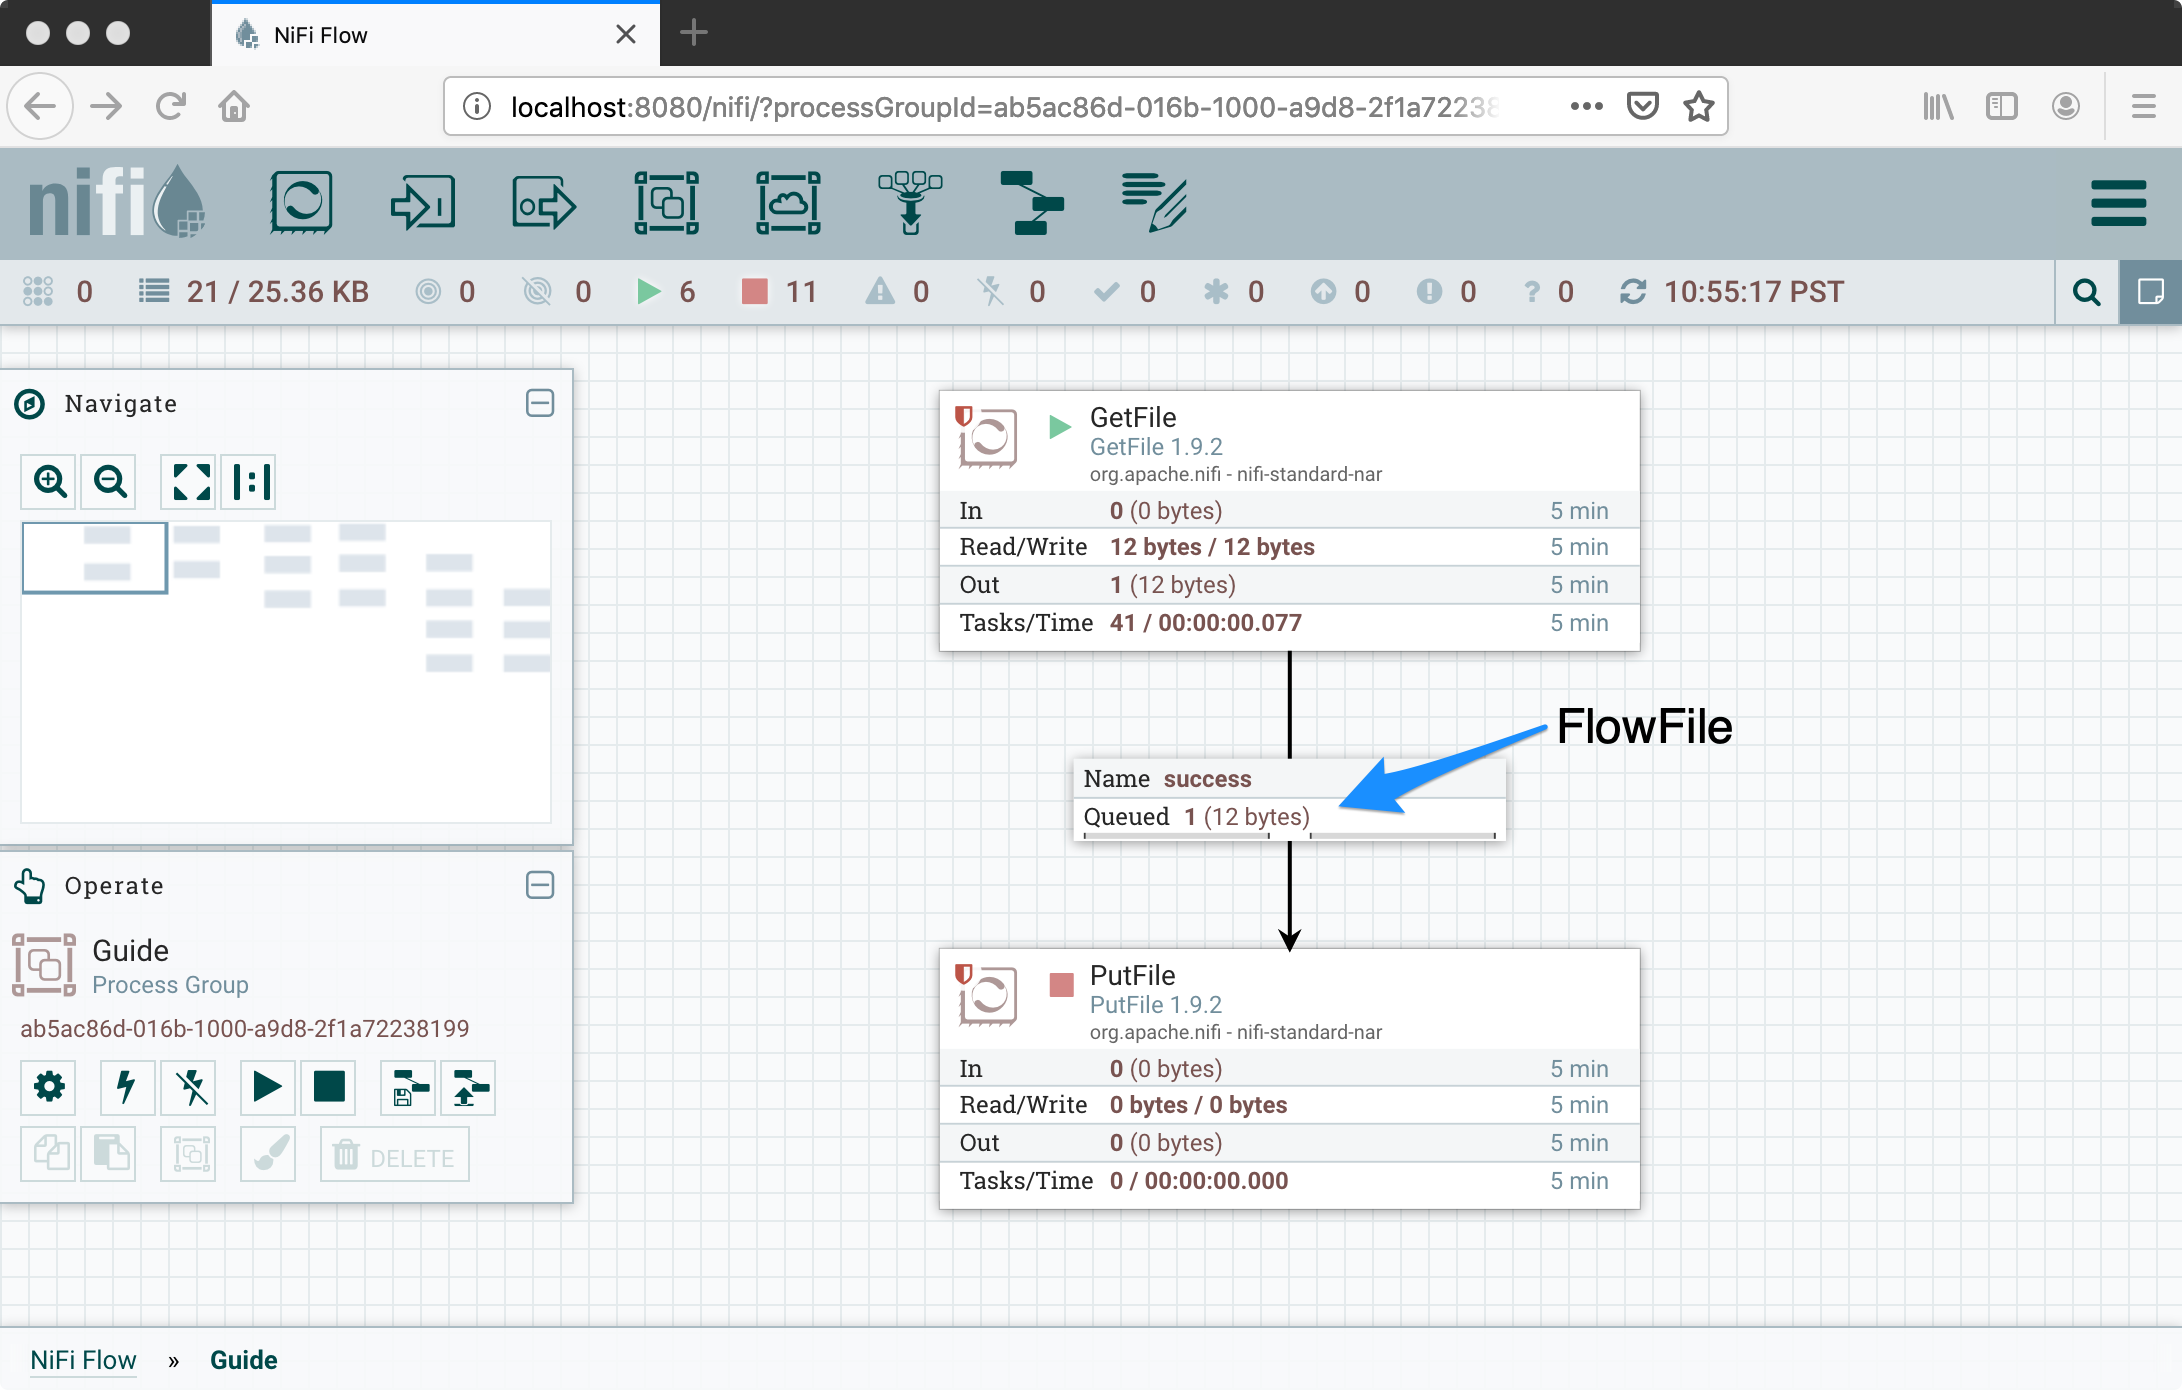 NiFi Flow
localhost:8080/nifi/?processGroupId=ab5ac86d-016b-1000-a9d8-2f1a72238
nifi
0 21 / 25.36 KB 0 0 6 11 0 0 0 0 0 0 0 10:55:17 PST
Navigate
GetFile
GetFile 1.9.2
org.apache.nifi - nifi-standard-nar
In 0 (0 bytes) 5 min
Read/Write 12 bytes / 12 bytes 5 min
Out 1 (12 bytes) 5 min
Tasks/Time 41 / 00:00:00.077 5 min
FlowFile
Name success
Queued 1 (12 bytes)
Operate
Guide
Process Group
ab5ac86d-016b-1000-a9d8-2f1a72238199
DELETE
PutFile
PutFile 1.9.2
org.apache.nifi - nifi-standard-nar
In 0 (0 bytes) 5 min
Read/Write 0 bytes / 0 bytes 5 min
Out 0 (0 bytes) 5 min
Tasks/Time 0 / 00:00:00.000 5 min
NiFi Flow » Guide